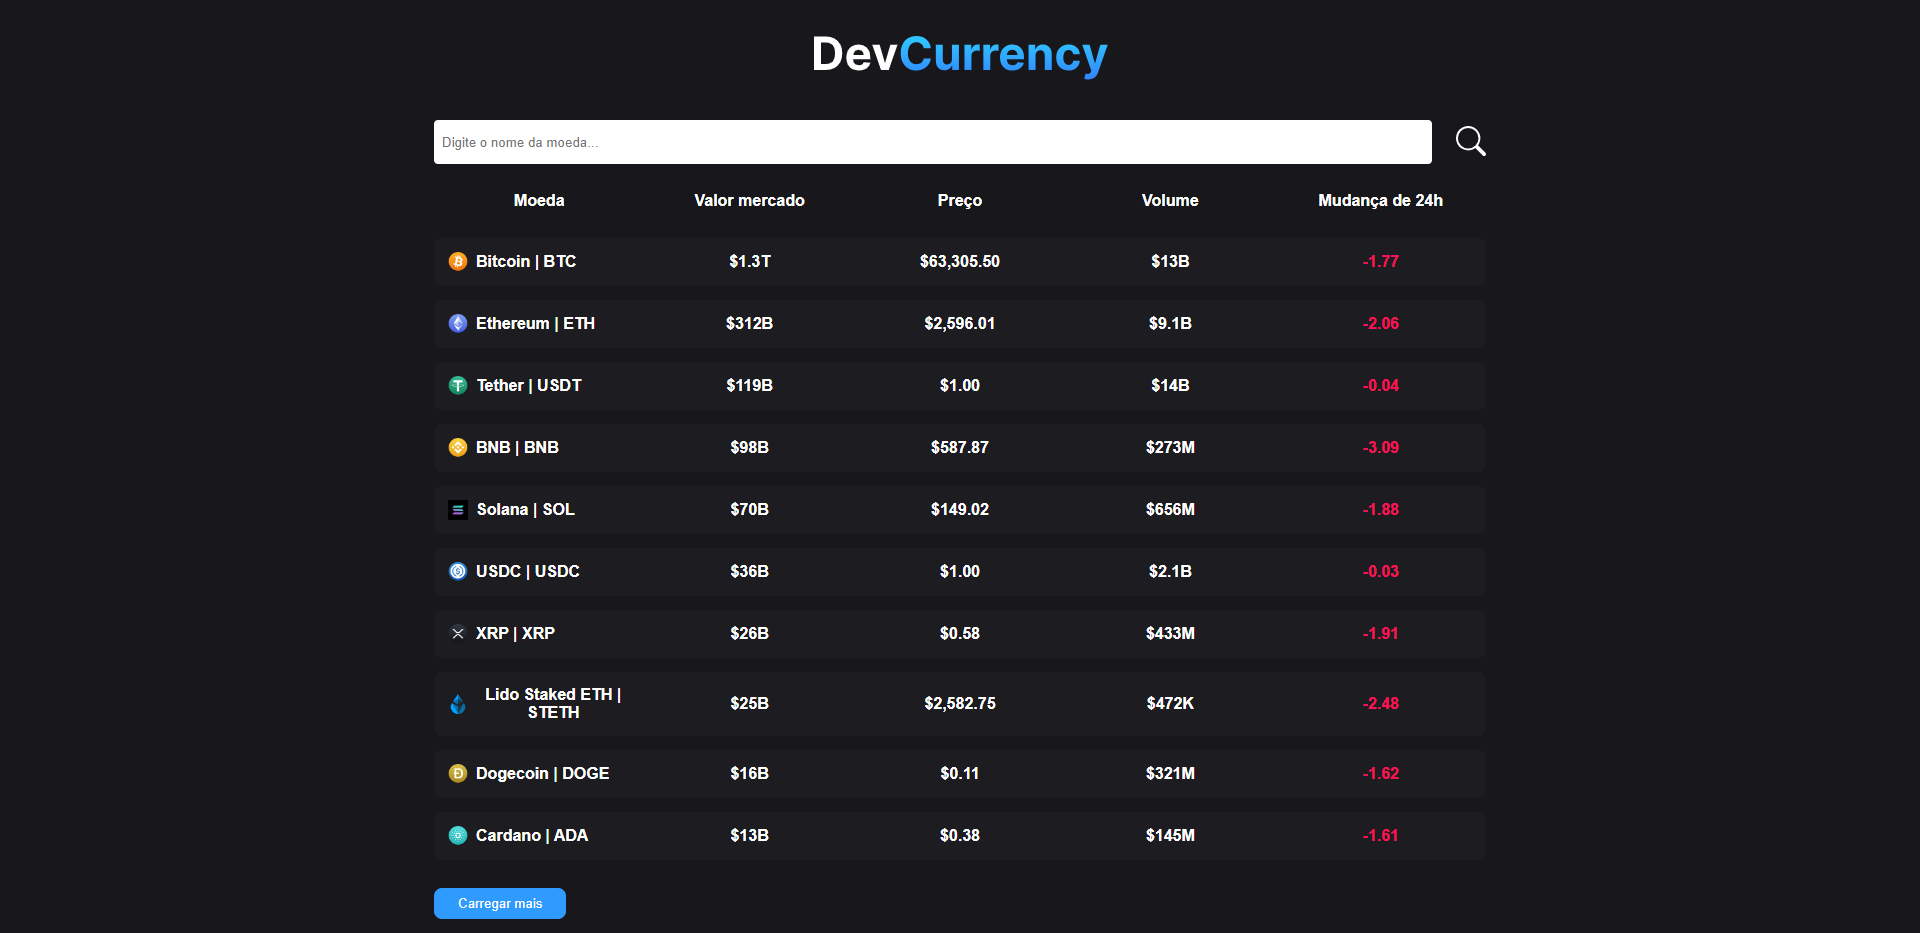 DevCurrency
Digite o nome da moeda...
Moeda Valor mercado Preço Volume Mudança de 24h
Bitcoin | BTC $1.3T $63,305.50 $13B -1.77
Ethereum | ETH $312B $2,596.01 $9.1B -2.06
Tether | USDT $119B $1.00 $14B -0.04
BNB | BNB $98B $587.87 $273M -3.09
Solana | SOL $70B $149.02 $656M -1.88
USDC | USDC $36B $1.00 $2.1B -0.03
XRP | XRP $26B $0.58 $433M -1.91
Lido Staked ETH |
STETH $25B $2,582.75 $472K -2.48
Dogecoin | DOGE $16B $0.11 $321M -1.62
Cardano | ADA $13B $0.38 $145M -1.61
Carregar mais